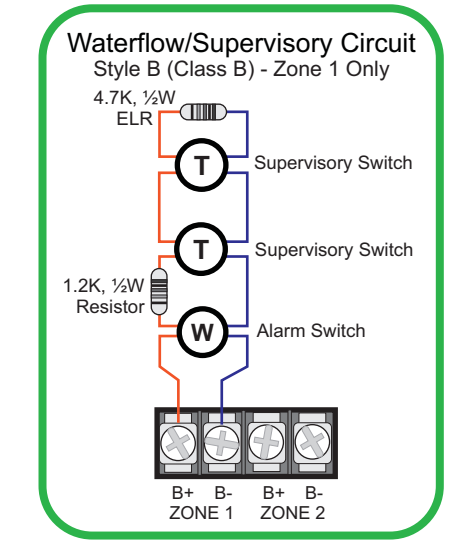 Waterflow/Supervisory Circuit
Style B (Class B) - Zone 1 Only
4.7K, ½W
ELR
T
Supervisory Switch
T
Supervisory Switch
1.2K, ½W
Resistor
W
Alarm Switch
B+ B- B+ B-
ZONE 1 ZONE 2